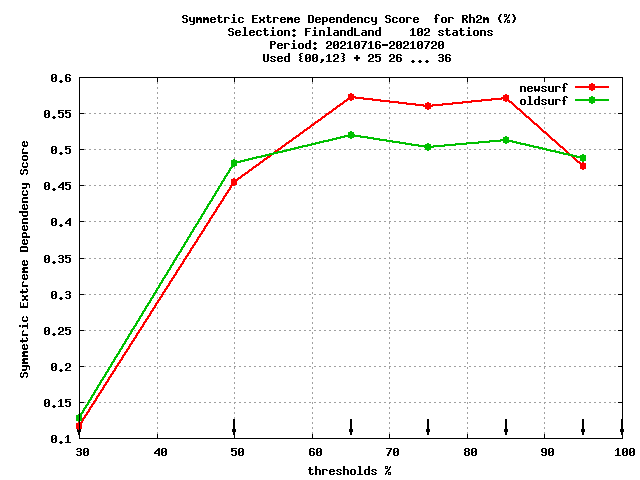 Symmetric Extreme Dependency Score  for Rh2m (%)
Selection: FinlandLand    102 stations
Period: 20210716-20210720
Used {00,12} + 25 26 ... 36
newsurf
oldsurf
Symmetric Extreme Dependency Score
0.6
0.55
0.5
0.45
0.4
0.35
0.3
0.25
0.2
0.15
0.1
30 40 50 60 70 80 90 100
thresholds %